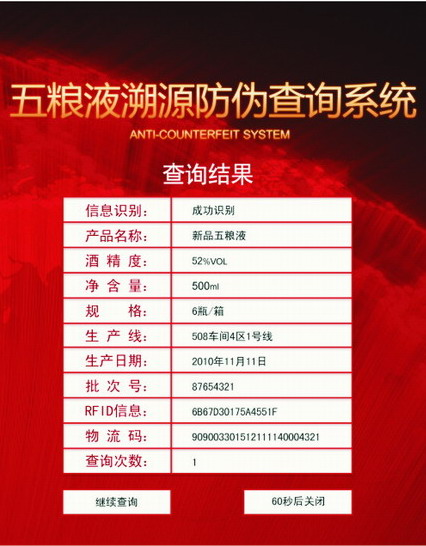 五粮液溯源防伪查询系统
ANTI-COUNTERFEIT SYSTEM
查询结果
信息识别: 成功识别
产品名称: 新品五粮液
酒 精 度: 52%VOL
净 含 量: 500ml
规 格: 6瓶/箱
生 产 线: 508车间4区1号线
生产日期: 2010年11月11日
批 次 号: 87654321
RFID信息: 6B67D30175A4551F
物 流 码: 909003301512111140004321
查询次数: 1
继续查询 60秒后关闭